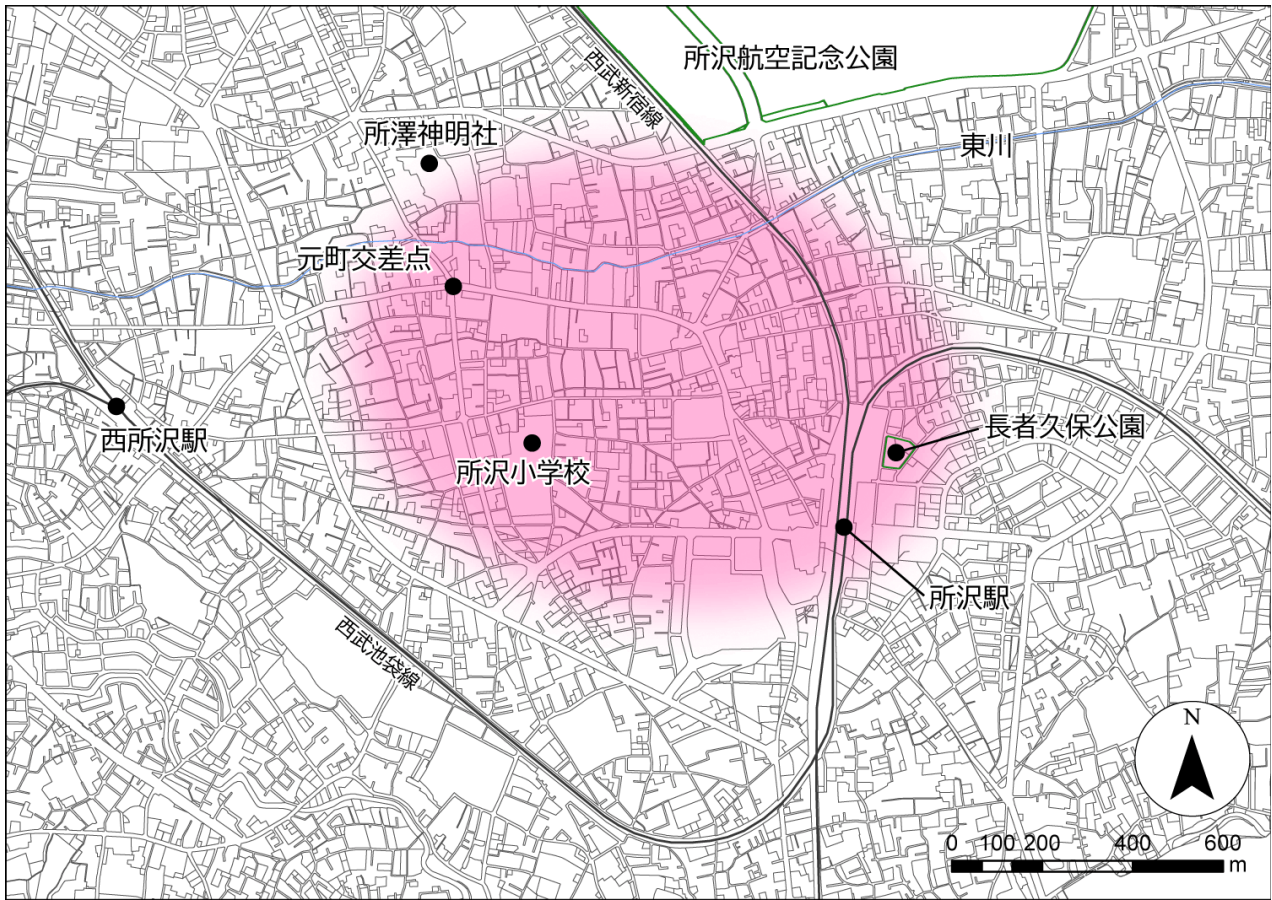 所沢航空記念公園
西武新宿線
所澤神明社
東川
元町交差点
西所沢駅
所沢小学校
長者久保公園
所沢駅
西武池袋線
N
0 100 200 400 600
m